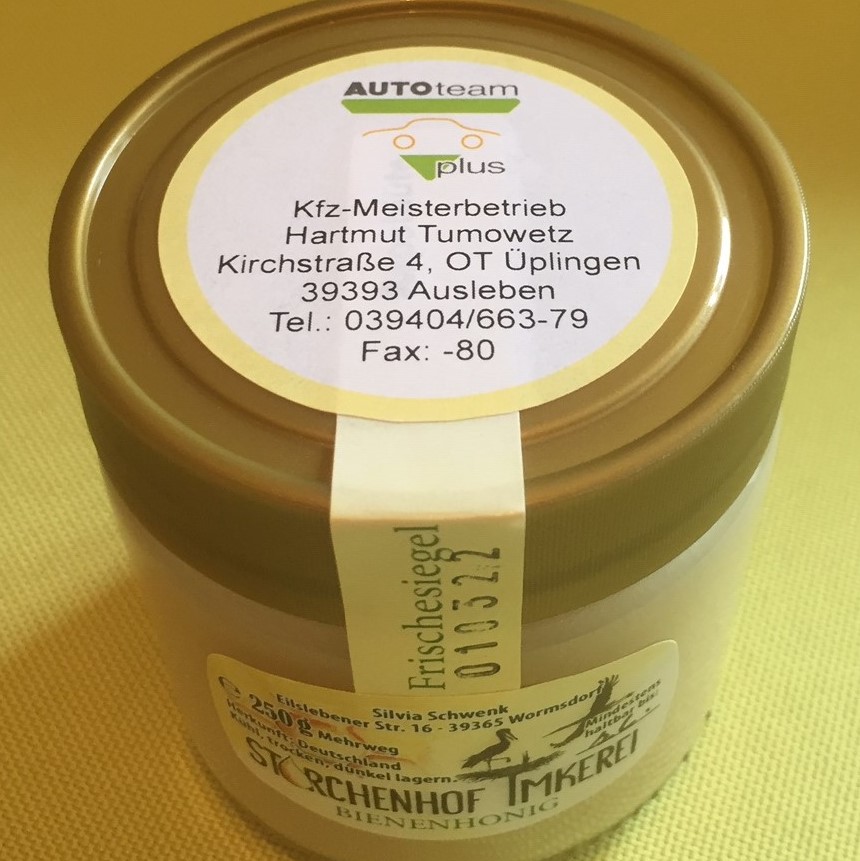 AUTOteam
plus
Kfz-Meisterbetrieb
Hartmut Tumowetz
Kirchstraße 4, OT Üplingen
39393 Ausleben
Tel.: 039404/663-79
Fax: -80
Frischesiegel
010322
Silvia Schwenk
Eilslebener Str. 16 - 39365 Wormsdorf
e 250g Mehrweg
Herkunft: Deutschland
Kühl, trocken, dunkel lagern.
Mindestens
haltbar bis:
STORCHENHOF IMKEREI
BIENENHONIG